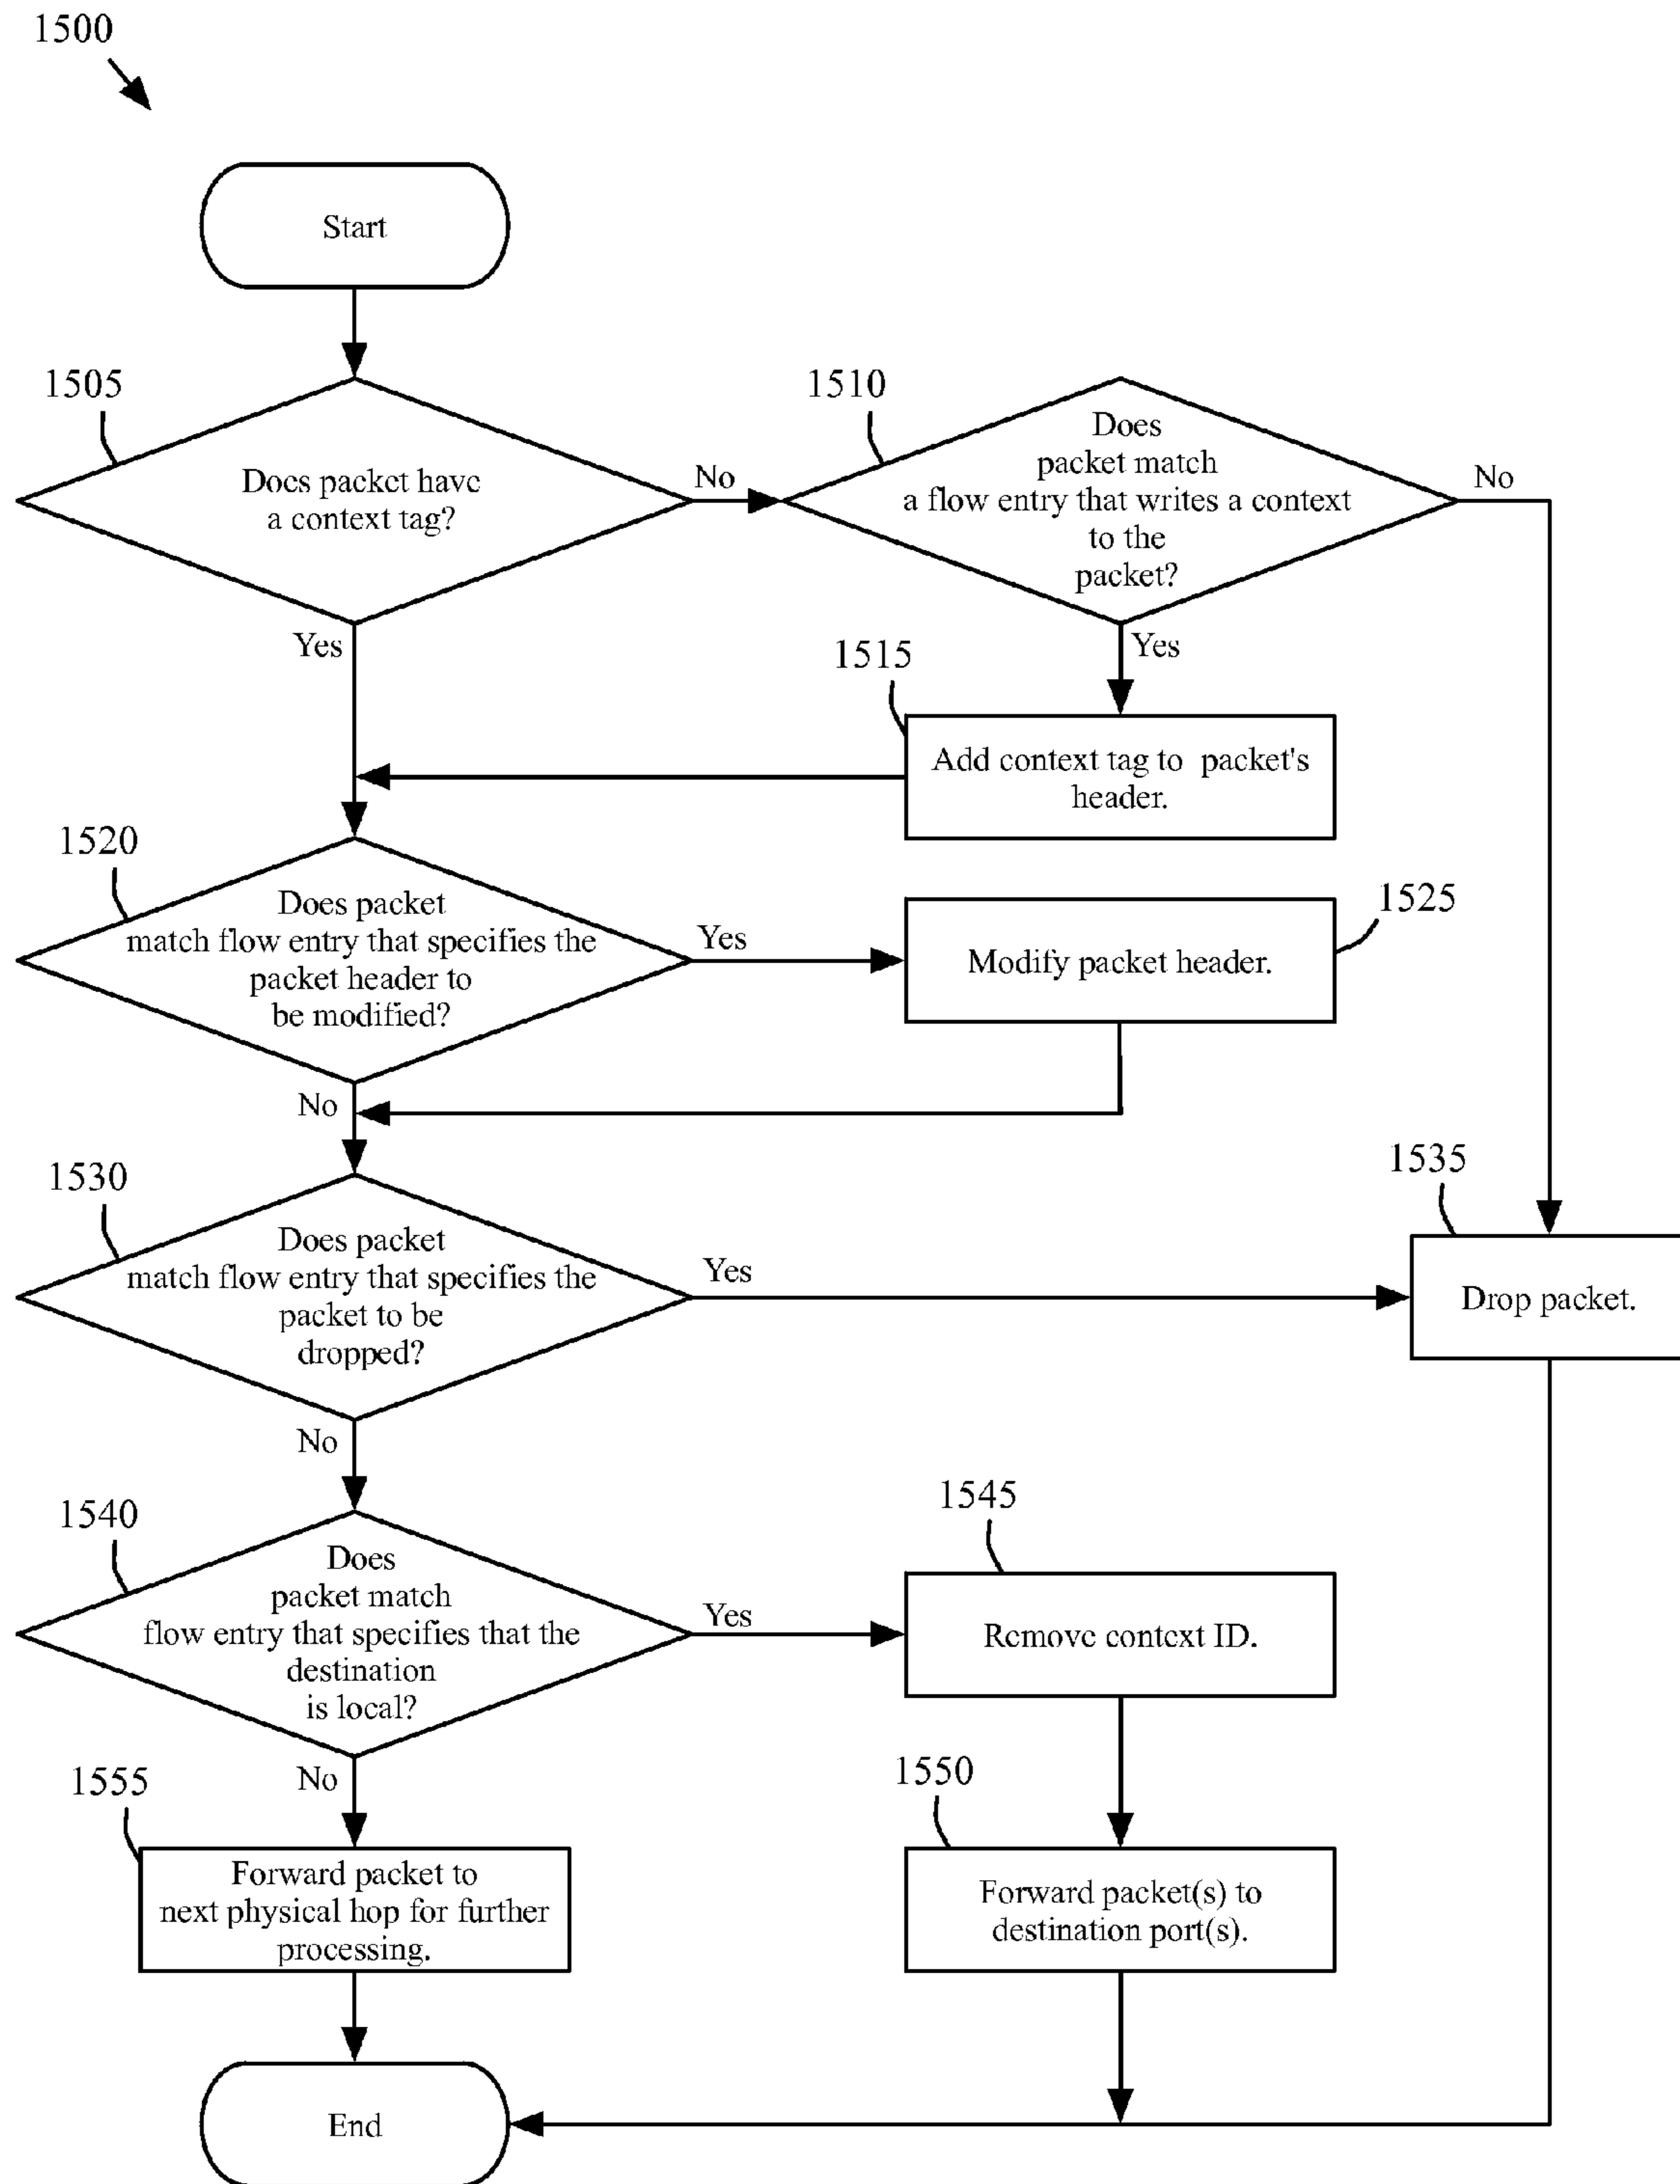 1500
Start
1505
Does packet have
a context tag?
No
1510
Does
packet match
a flow entry that writes a context
to the
packet?
No
Yes
Yes
1515
Add context tag to packet's
header.
1520
Does packet
match flow entry that specifies the
packet header to
be modified?
Yes
1525
Modify packet header.
No
1530
Does packet
match flow entry that specifies the
packet to be
dropped?
Yes
1535
Drop packet.
No
1540
Does
packet match
flow entry that specifies that the
destination
is local?
Yes
1545
Remove context ID.
No
1555
Forward packet to
next physical hop for further
processing.
1550
Forward packet(s) to
destination port(s).
End